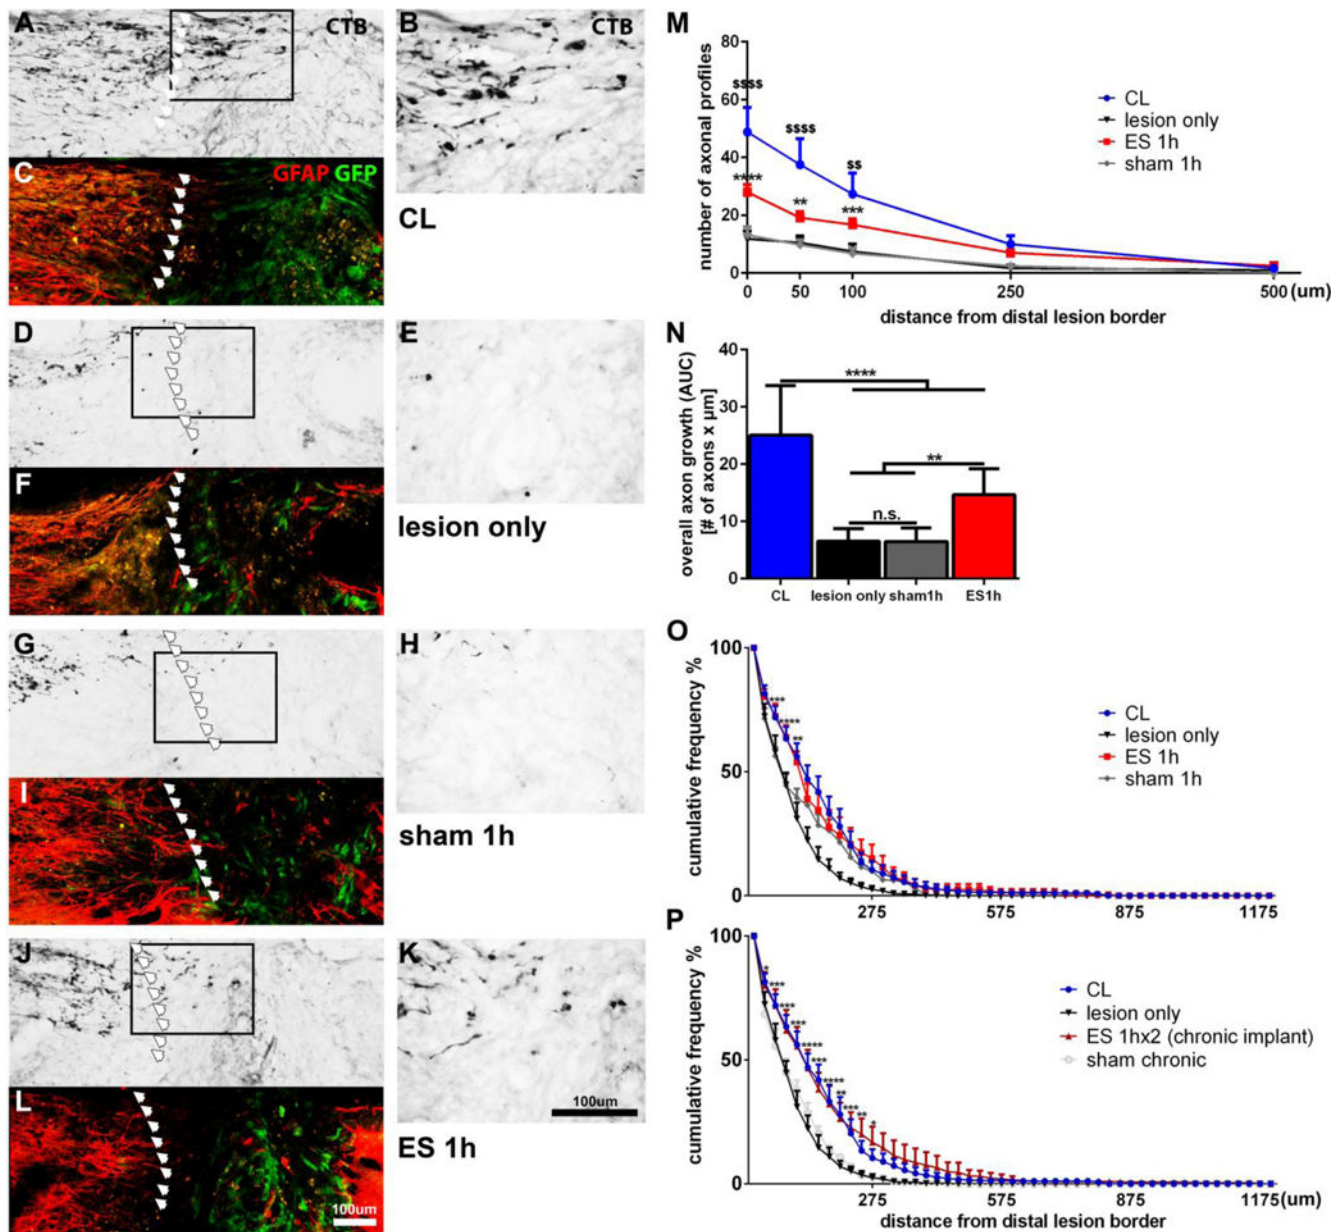 A
CTB
B
CTB
C
GFAP GFP
CL
D
E
F
lesion only
G
H
I
sham 1h
J
K
100um
L
100um
ES 1h
M
number of axonal profiles
80
60
40
20
0
$$$$
$$$$
$$
****
**
***
CL
lesion only
ES 1h
sham 1h
0 50 100 250 500 (um)
distance from distal lesion border
N
overall axon growth (AUC)
[# of axons x µm]
40
30
20
10
0
****
**
n.s.
CL lesion only sham1h ES1h
O
cumulative frequency %
100
50
0
***
****
**
CL
lesion only
ES 1h
sham 1h
275 575 875 1175
P
cumulative frequency %
100
50
0
*
***
***
***
****
***
****
**
***
**
*
CL
lesion only
ES 1hx2 (chronic implant)
sham chronic
275 575 875 1175 (um)
distance from distal lesion border